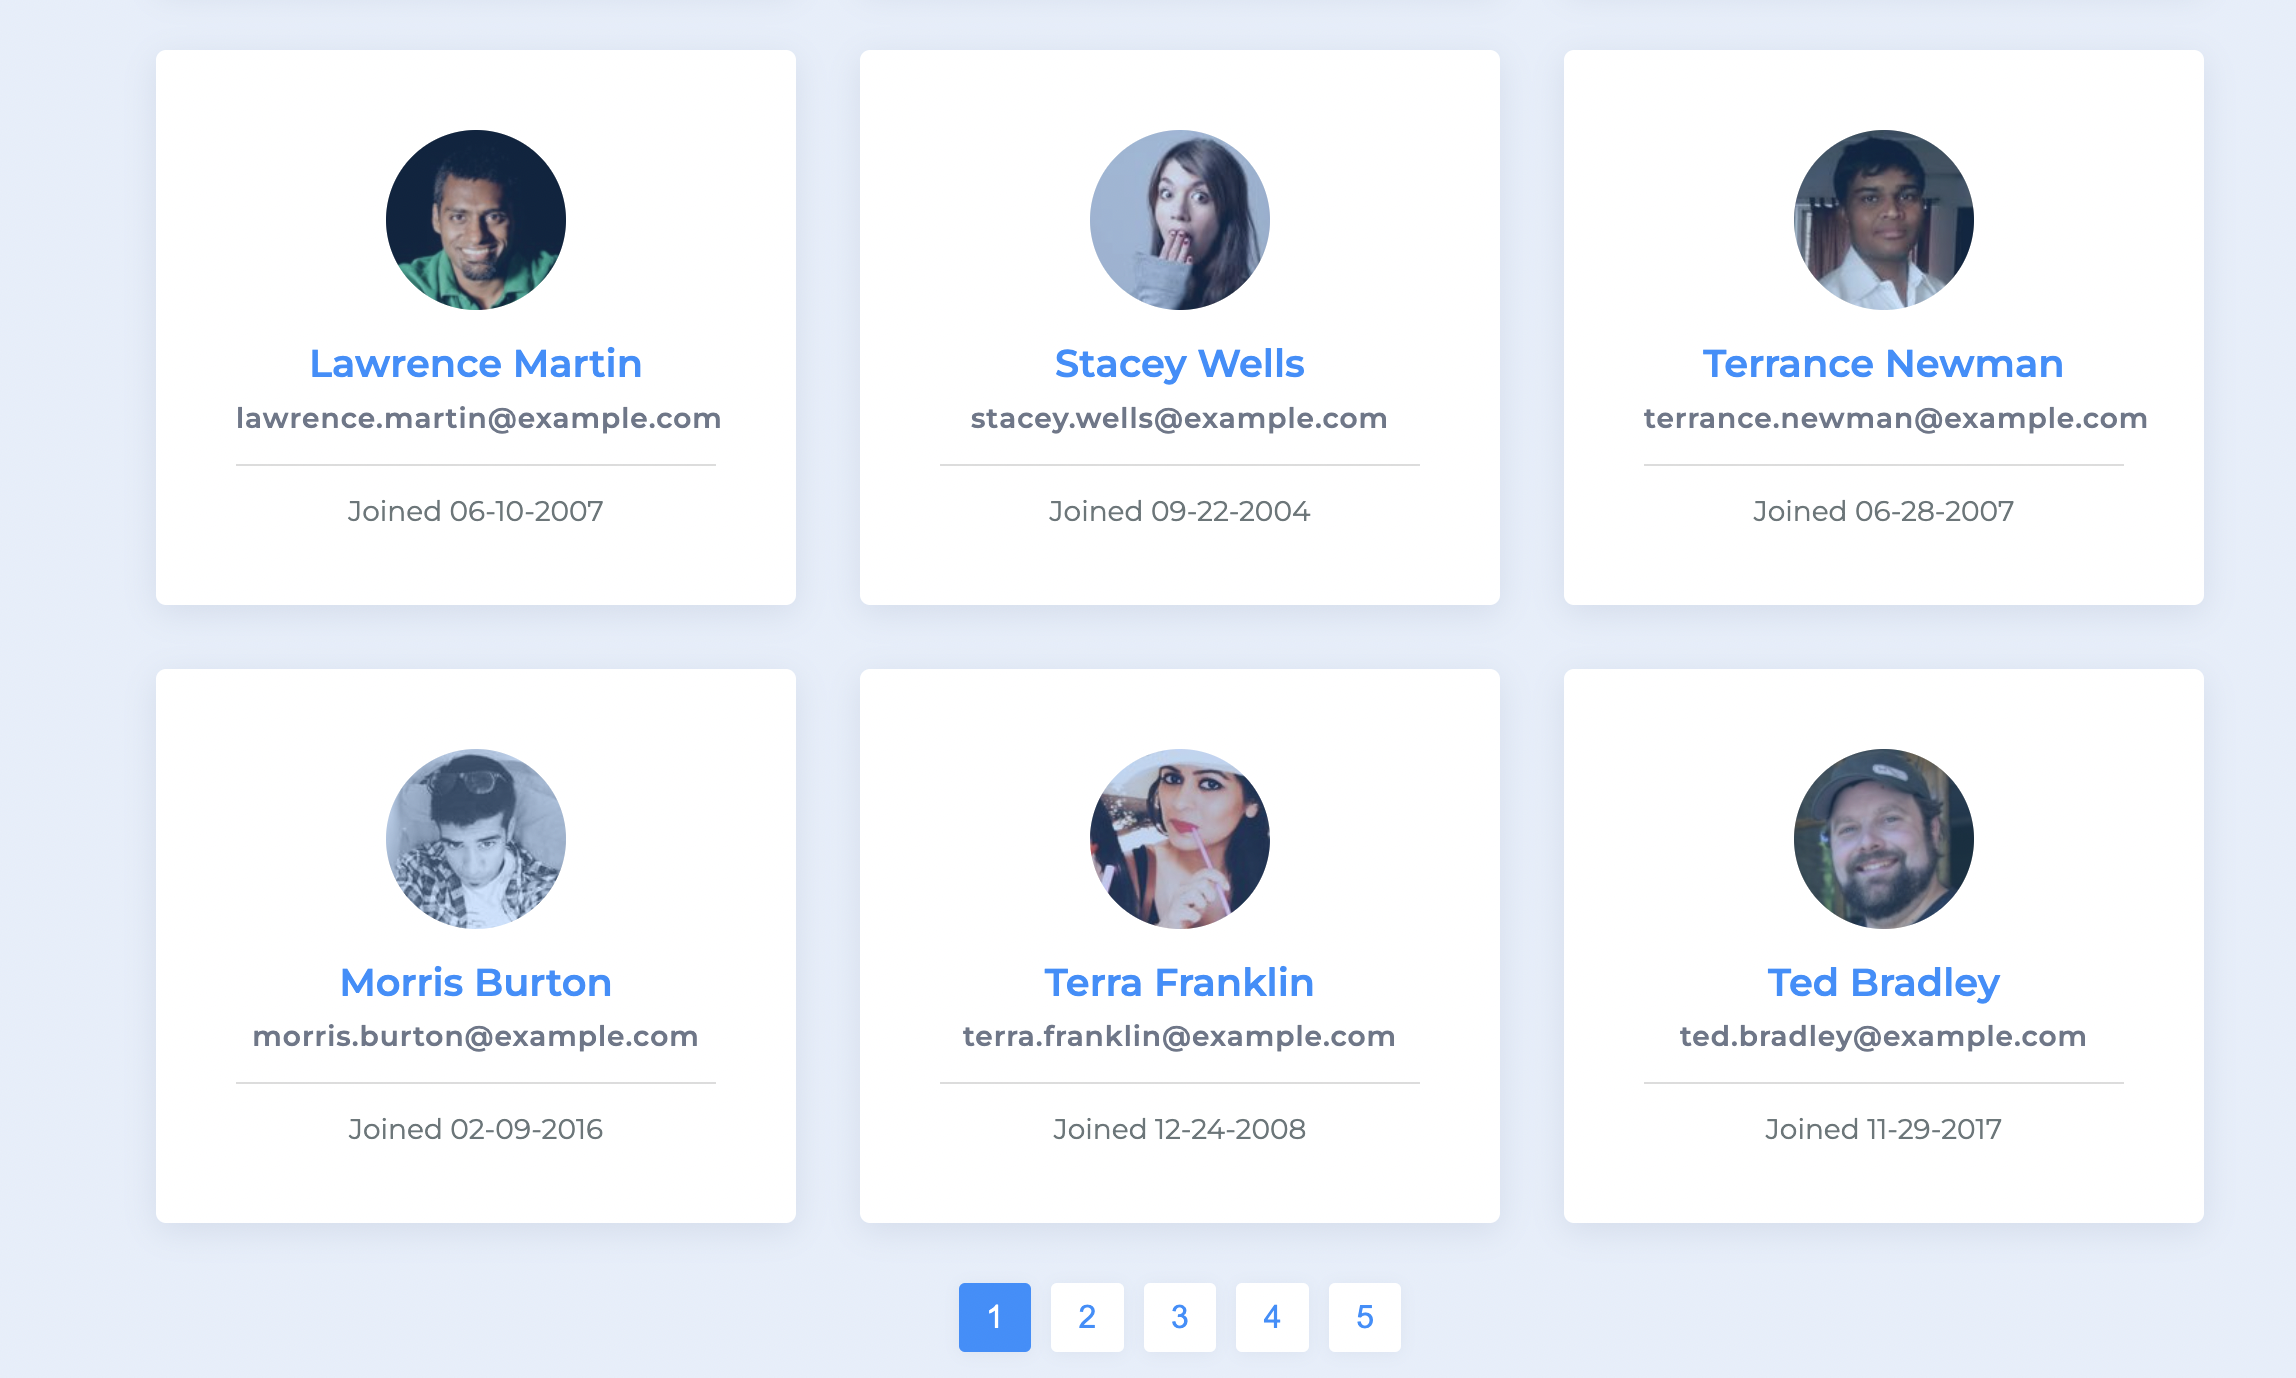 Lawrence Martin
lawrence.martin@example.com
Joined 06-10-2007
Stacey Wells
stacey.wells@example.com
Joined 09-22-2004
Terrance Newman
terrance.newman@example.com
Joined 06-28-2007
Morris Burton
morris.burton@example.com
Joined 02-09-2016
Terra Franklin
terra.franklin@example.com
Joined 12-24-2008
Ted Bradley
ted.bradley@example.com
Joined 11-29-2017
1 2 3 4 5